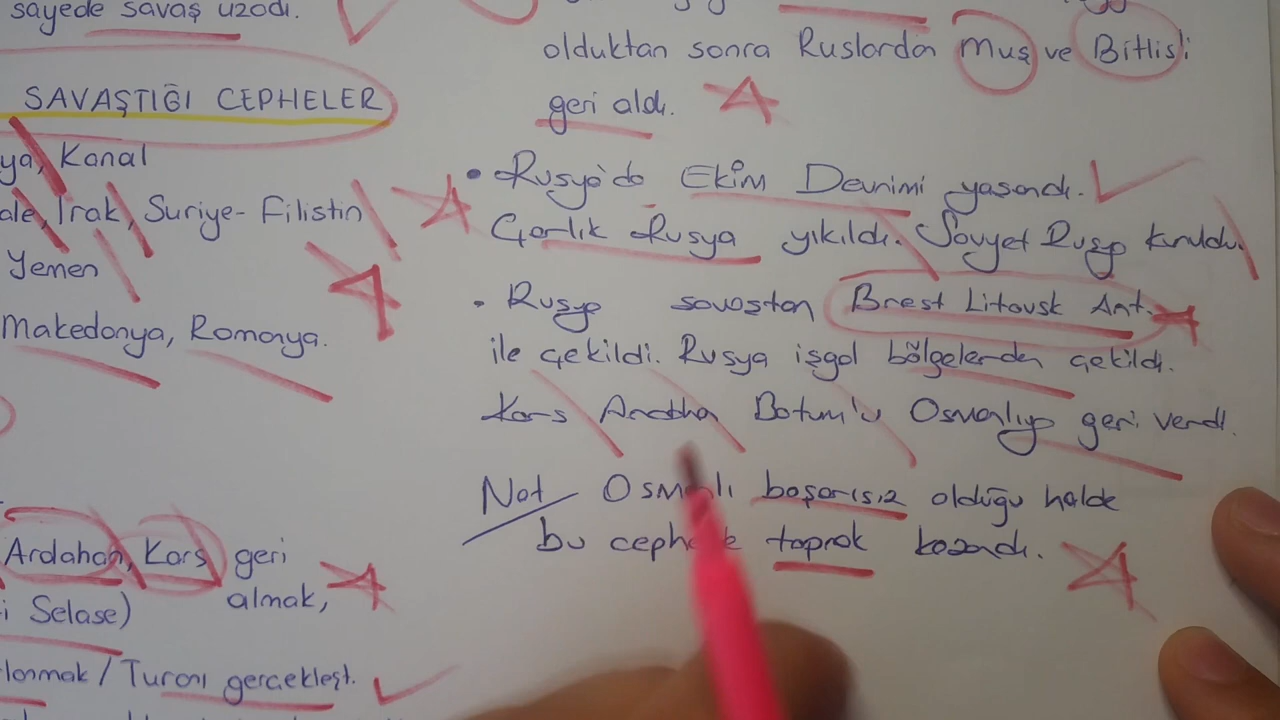 sayede savaş uzadı.
SAVAŞTIĞI CEPHELER
ya, Kanal
ale, Irak, Suriye-Filistin
Yemen
Makedonya, Romanya.
Ardahan, Kars geri
almak,
i Selase)
lanmak / Turanı gerçekleşt.
olduktan sonra Ruslardan Muş ve Bitlis'i
geri aldı.
• Rusya'da Ekim Devrimi yaşandı.
Çarlık Rusya yıkıldı. Sovyet Rusya kuruldu.
• Rusya savaştan Brest Litovsk Ant.
ile çekildi. Rusya işgal bölgelerden çekildi.
Kars Ardahan Batum'u Osmanlıya geri verdi.
Not Osmanlı başarısız olduğu halde
bu cephede toprak kazandı.